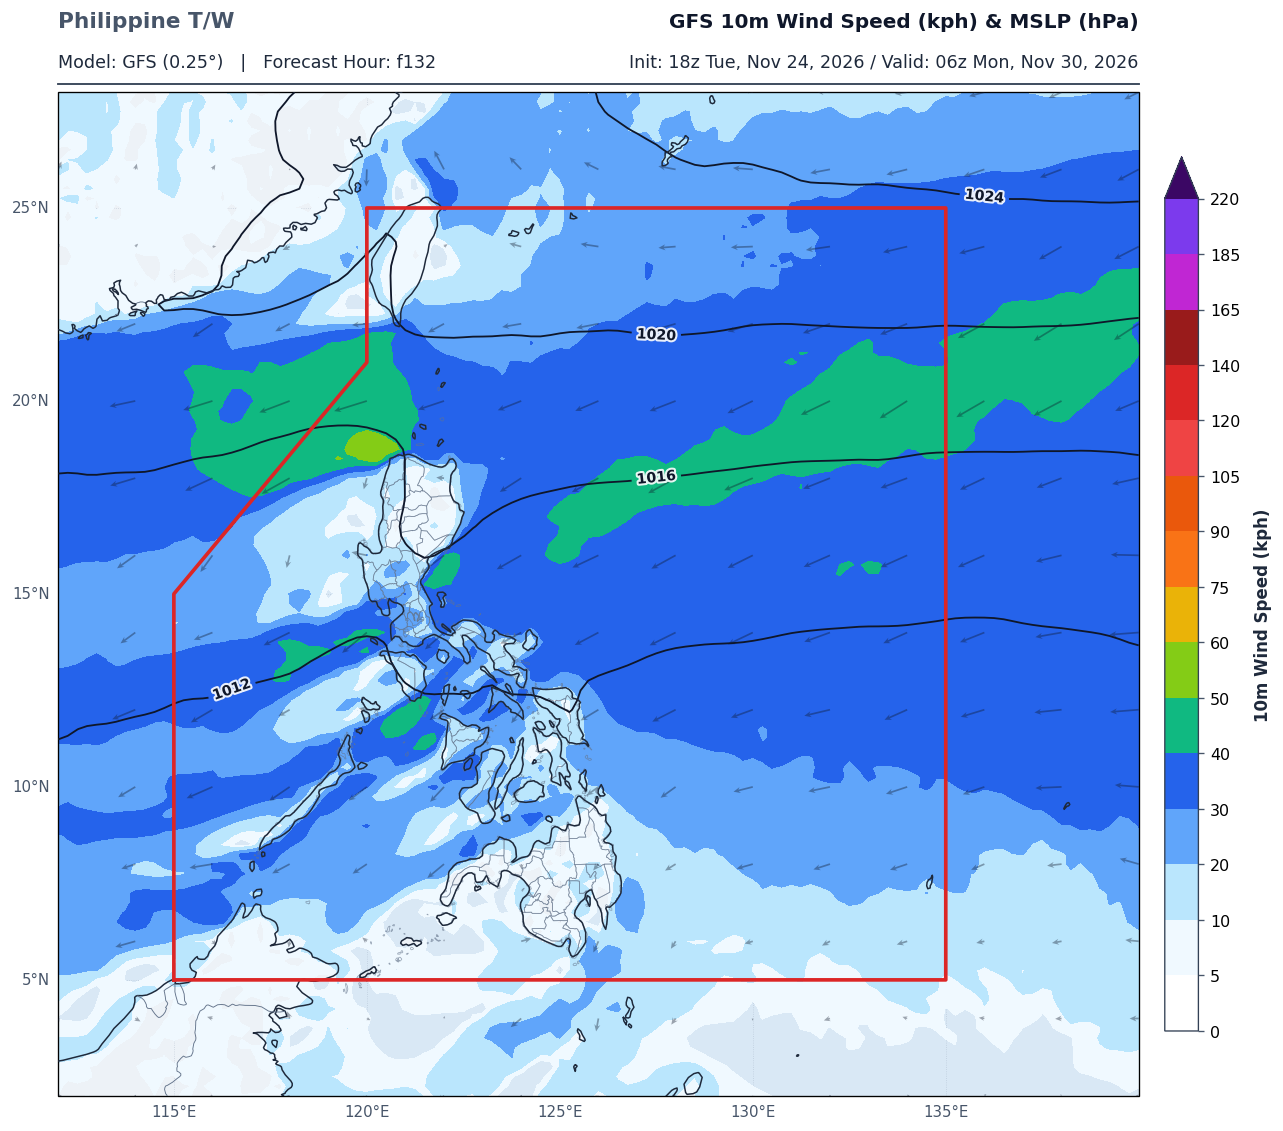 Philippine T/W
GFS 10m Wind Speed (kph) & MSLP (hPa)
Model: GFS (0.25°) | Forecast Hour: f132
Init: 18z Tue, Nov 24, 2026 / Valid: 06z Mon, Nov 30, 2026
25°N
20°N
15°N
10°N
5°N
115°E
120°E
125°E
130°E
135°E
1024
1020
1016
1012
220
185
165
140
120
105
90
75
60
50
40
30
20
10
5
0
10m Wind Speed (kph)